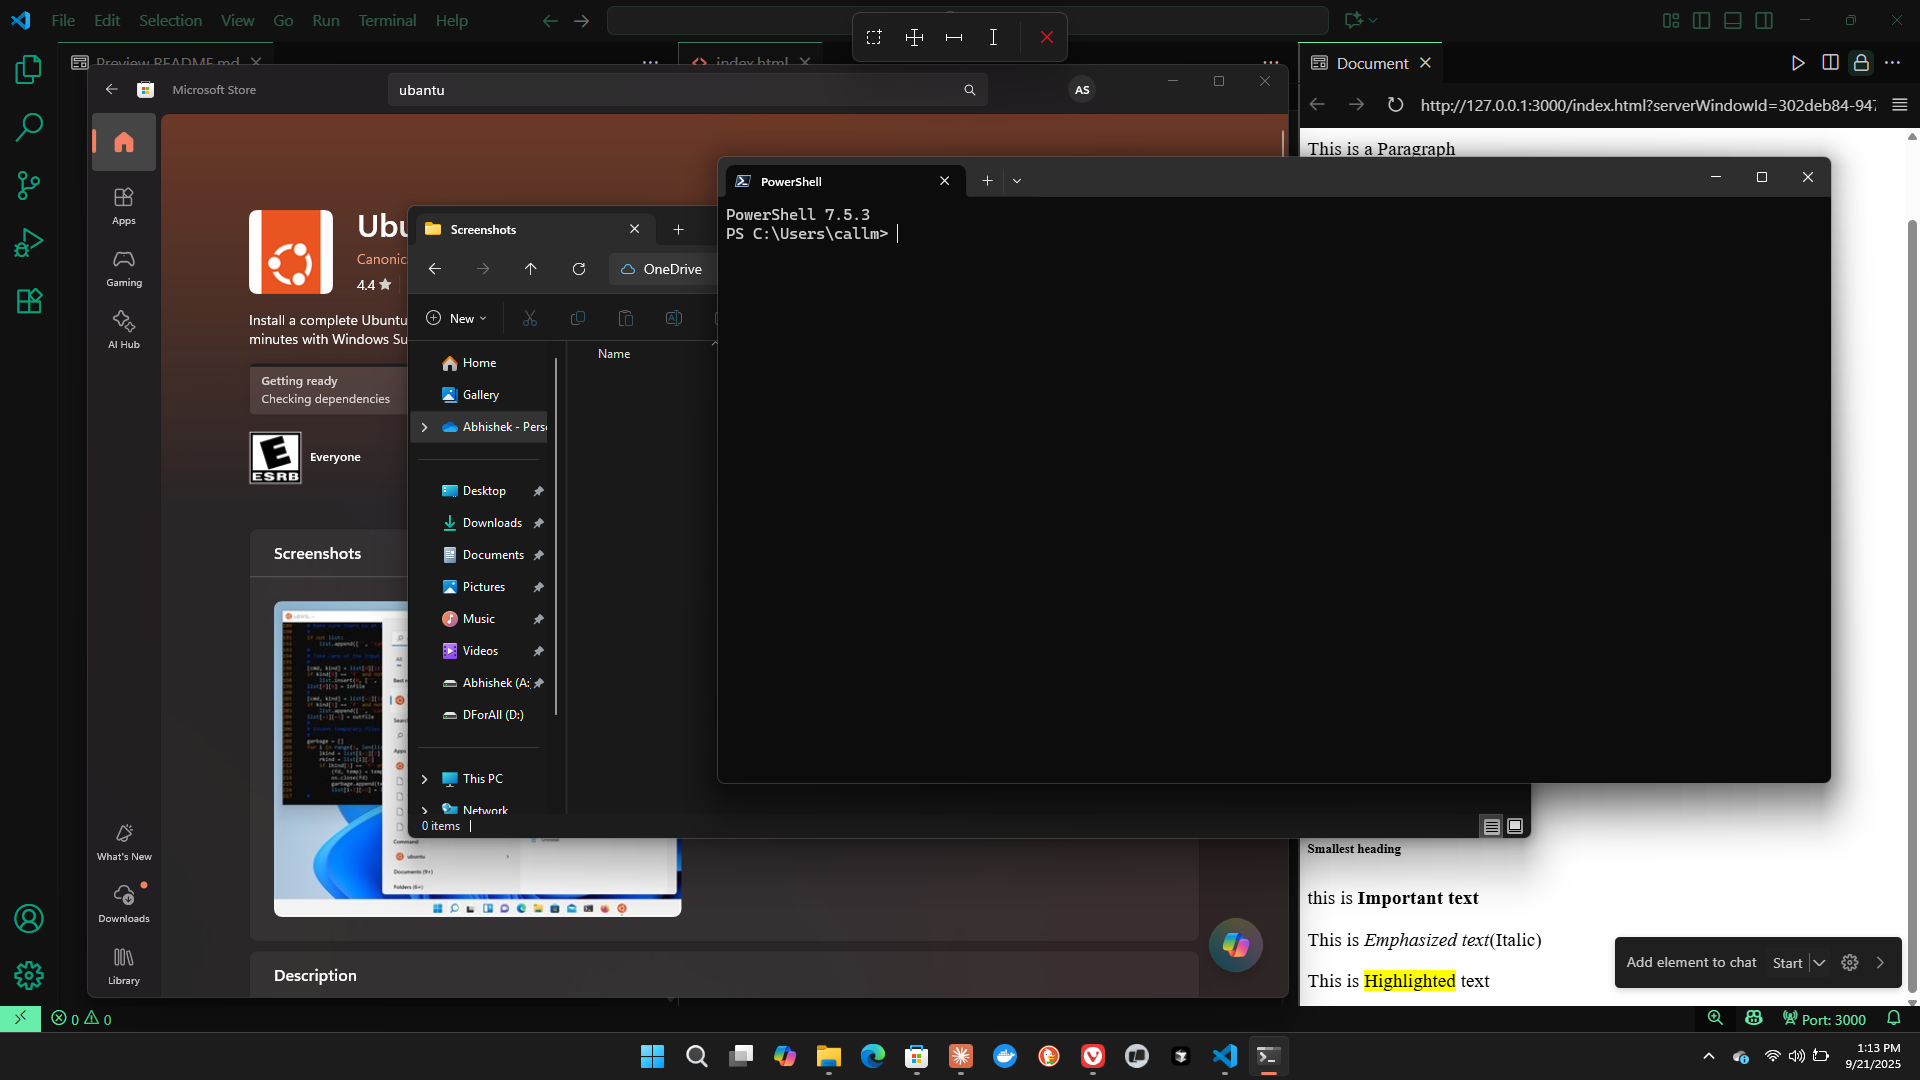 File Edit Selection View Go Run Terminal Help
Preview README.md
index.html
Document
http://127.0.0.1:3000/index.html?serverWindowId=302deb84-947
Microsoft Store
ubantu
AS
Apps
Gaming
AI Hub
What's New
Downloads
Library
Ubu
Canonica
4.4
Install a complete Ubuntu
minutes with Windows Su
Getting ready
Checking dependencies
E
ESRB
Everyone
Screenshots
Description
Screenshots
OneDrive
New
Name
Home
Gallery
Abhishek - Perso
Desktop
Downloads
Documents
Pictures
Music
Videos
Abhishek (A:)
DForAll (D:)
This PC
Network
0 items
PowerShell
PowerShell 7.5.3
PS C:\Users\callm>
This is a Paragraph
Smallest heading
this is Important text
This is Emphasized text(Italic)
This is Highlighted text
Add element to chat Start
0 0
Port: 3000
1:13 PM
9/21/2025